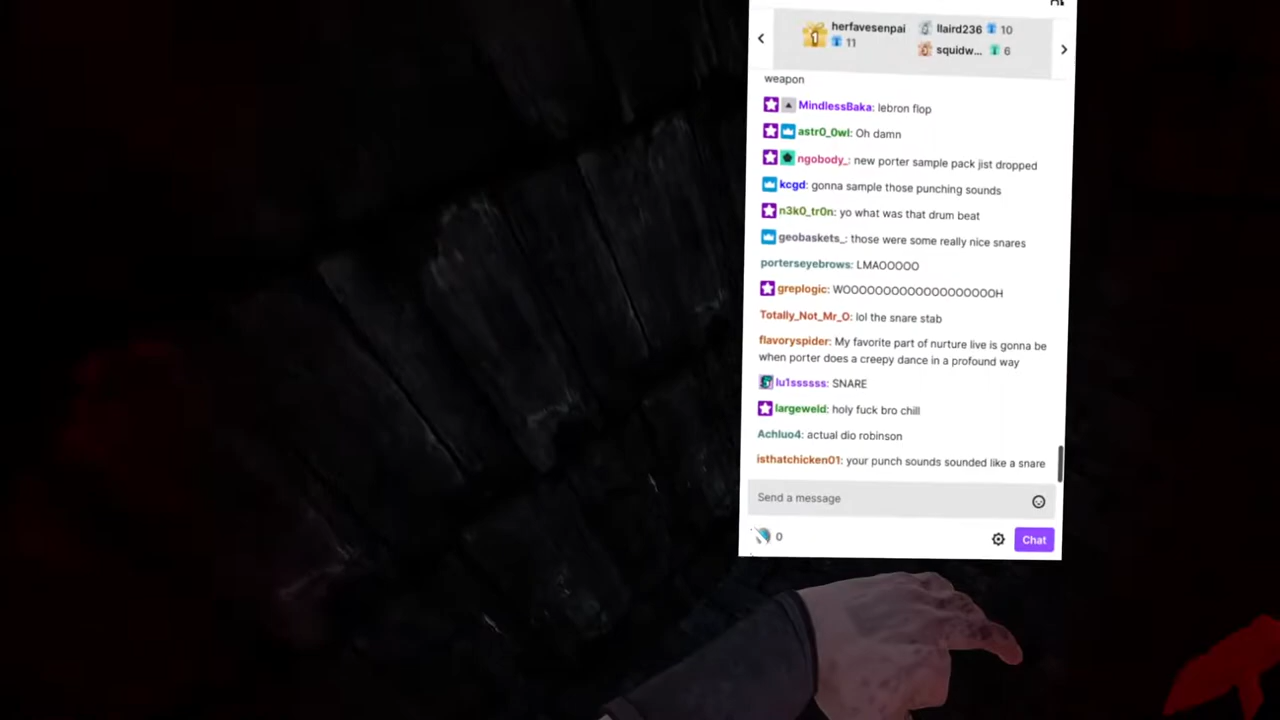 herfavesenpai
11
llaird236 10
squidw... 6
1
weapon
MindlessBaka: lebron flop
astr0_0wl: Oh damn
ngobody_: new porter sample pack jist dropped
kcgd: gonna sample those punching sounds
n3k0_tr0n: yo what was that drum beat
geobaskets_: those were some really nice snares
porterseyebrows: LMAOOOOO
greplogic: WOOOOOOOOOOOOOOOOOOOH
Totally_Not_Mr_O: lol the snare stab
flavoryspider: My favorite part of nurture live is gonna be
when porter does a creepy dance in a profound way
lu1ssssss: SNARE
largeweld: holy fuck bro chill
Achluo4: actual dio robinson
isthatchicken01: your punch sounds sounded like a snare
Send a message
0
Chat